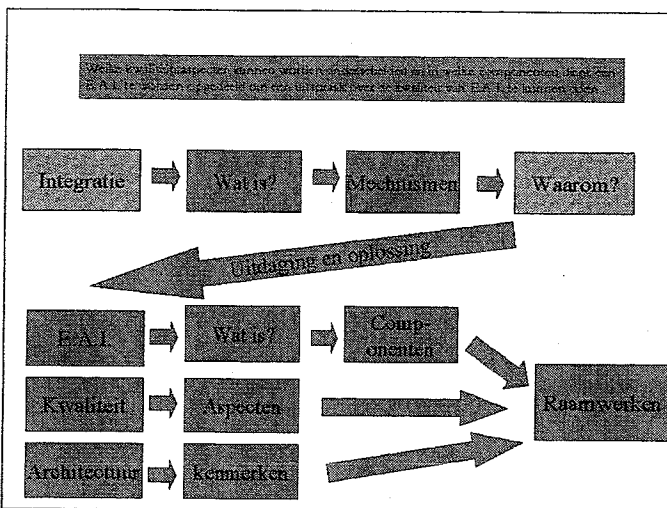 Welke kwaliteitsaspecten kunnen worden onderscheiden en in welke componenten dient een
E.A.I. te worden opgedeeld om een uitspraak over de kwaliteit van E.A.I. te kunnen doen
Integratie
Wat is?
Mechnismen
Waarom?
Uitdaging en oplossing
E.A.I.
Wat is?
Comp-
onenten
Kwaliteit
Aspecten
Raamwerken
Architectuur
kenmerken